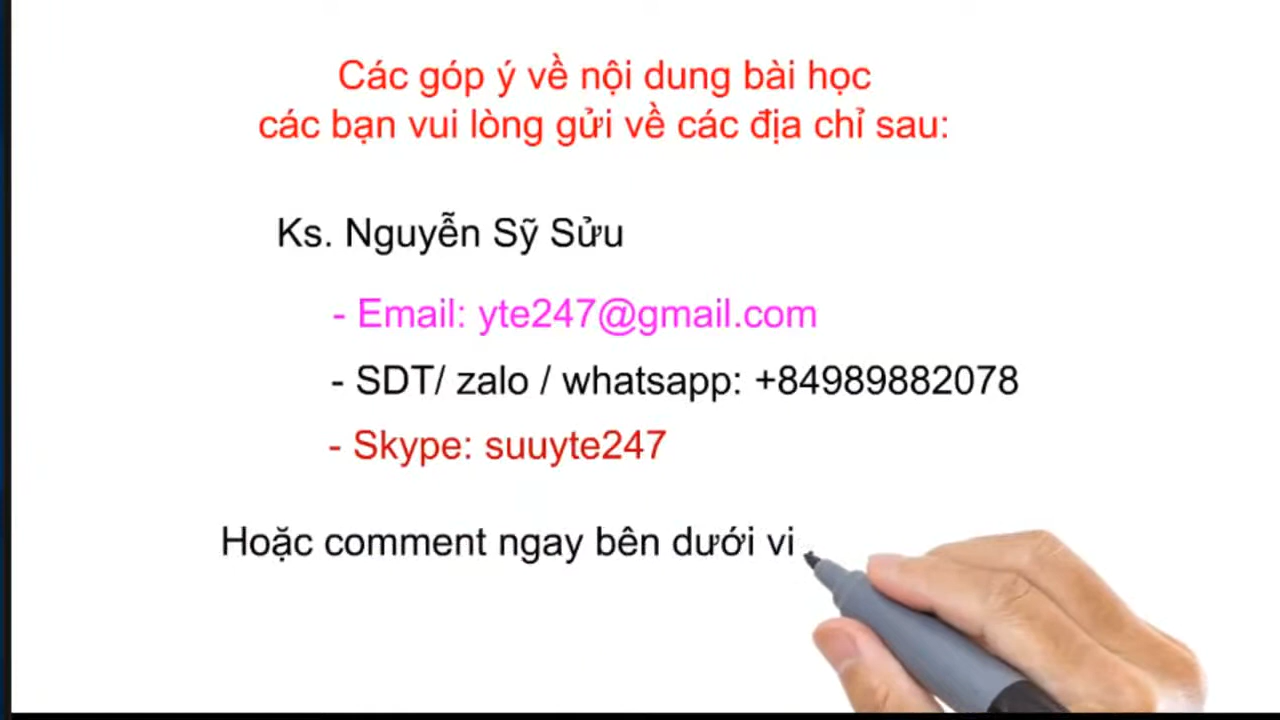 Các góp ý về nội dung bài học
các bạn vui lòng gửi về các địa chỉ sau:
Ks. Nguyễn Sỹ Sửu
- Email: yte247@gmail.com
- SDT/ zalo / whatsapp: +84989882078
- Skype: suuyte247
Hoặc comment ngay bên dưới vi